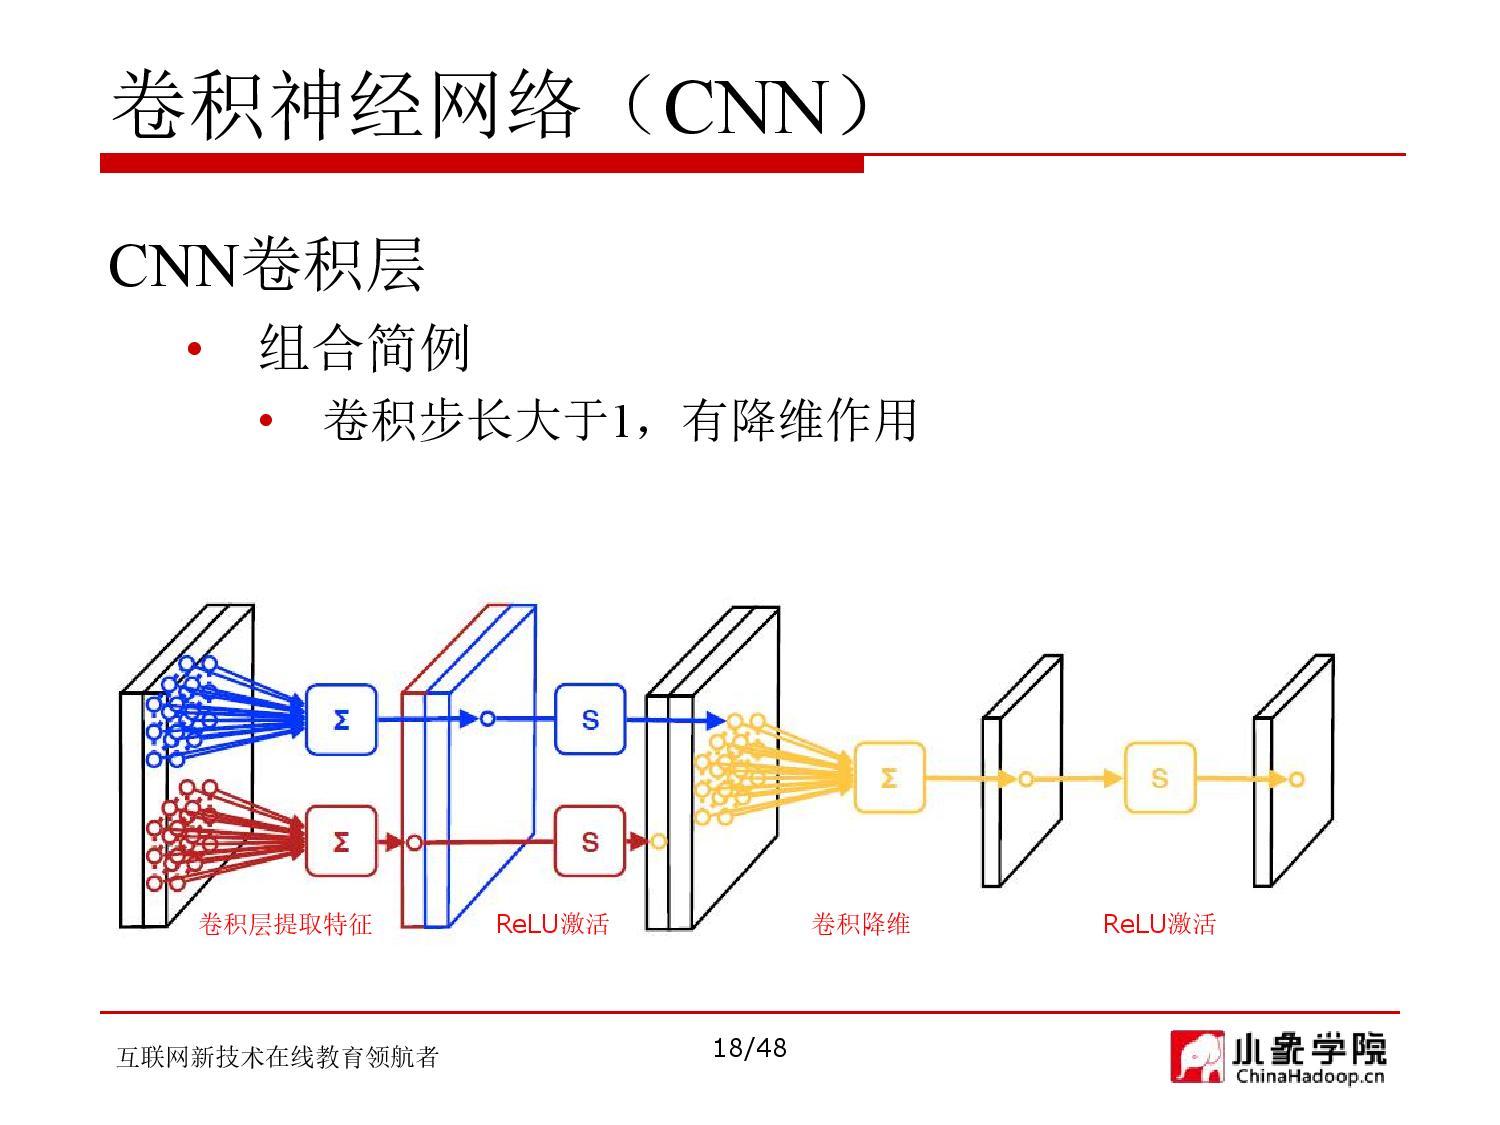 卷积神经网络（CNN）
CNN卷积层
• 组合简例
• 卷积步长大于1，有降维作用
Σ
S
Σ
S
Σ
S
卷积层提取特征
ReLU激活
卷积降维
ReLU激活
互联网新技术在线教育领航者
18/48
小象学院
ChinaHadoop.cn